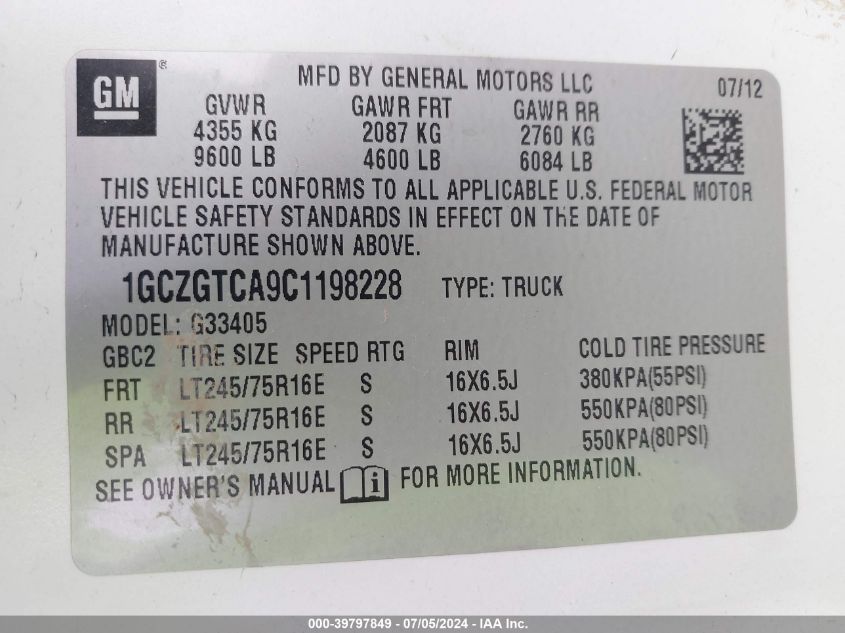 GM ®
MFD BY GENERAL MOTORS LLC 07/12
GVWR GAWR FRT GAWR RR
4355 KG 2087 KG 2760 KG
9600 LB 4600 LB 6084 LB
THIS VEHICLE CONFORMS TO ALL APPLICABLE U.S. FEDERAL MOTOR
VEHICLE SAFETY STANDARDS IN EFFECT ON THE DATE OF
MANUFACTURE SHOWN ABOVE.
1GCZGTCA9C1198228 TYPE: TRUCK
MODEL: G33405
GBC2 TIRE SIZE SPEED RTG RIM COLD TIRE PRESSURE
FRT LT245/75R16E S 16X6.5J 380KPA(55PSI)
RR LT245/75R16E S 16X6.5J 550KPA(80PSI)
SPA LT245/75R16E S 16X6.5J 550KPA(80PSI)
SEE OWNER'S MANUAL i FOR MORE INFORMATION.
000-39797849 - 07/05/2024 - IAA Inc.